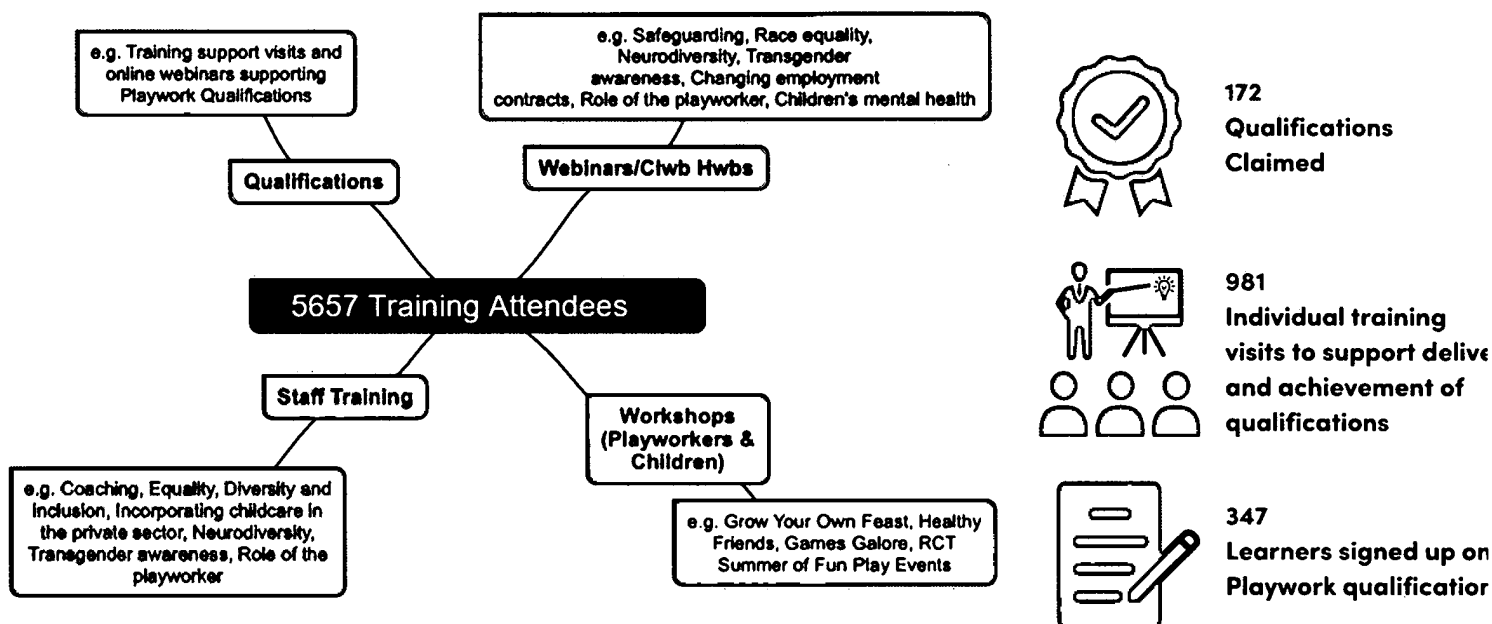 e.g. Training support visits and
online webinars supporting
Playwork Qualifications
Qualifications
e.g. Safeguarding, Race equality,
Neurodiversity, Transgender
awareness, Changing employment
contracts, Role of the playworker, Children's mental health
Webinars/Clwb Hwbs
5657 Training Attendees
Staff Training
e.g. Coaching, Equality, Diversity and
Inclusion, Incorporating childcare in
the private sector, Neurodiversity,
Transgender awareness, Role of the
playworker
Workshops
(Playworkers &
Children)
e.g. Grow Your Own Feast, Healthy
Friends, Games Galore, RCT
Summer of Fun Play Events
172
Qualifications
Claimed
981
Individual training
visits to support delive
and achievement of
qualifications
347
Learners signed up on
Playwork qualification